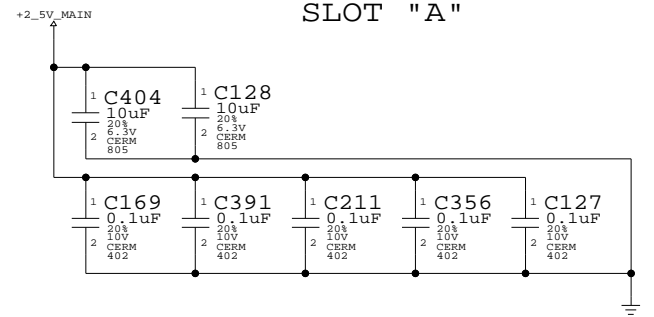 SLOT "A"
+2_5V_MAIN
1 C404
10uF
20%
2 6.3V
CERM
805
1 C128
10uF
20%
2 6.3V
CERM
805
1 C169
0.1uF
20%
2 10V
CERM
402
1 C391
0.1uF
20%
2 10V
CERM
402
1 C211
0.1uF
20%
2 10V
CERM
402
1 C356
0.1uF
20%
2 10V
CERM
402
1 C127
0.1uF
20%
2 10V
CERM
402